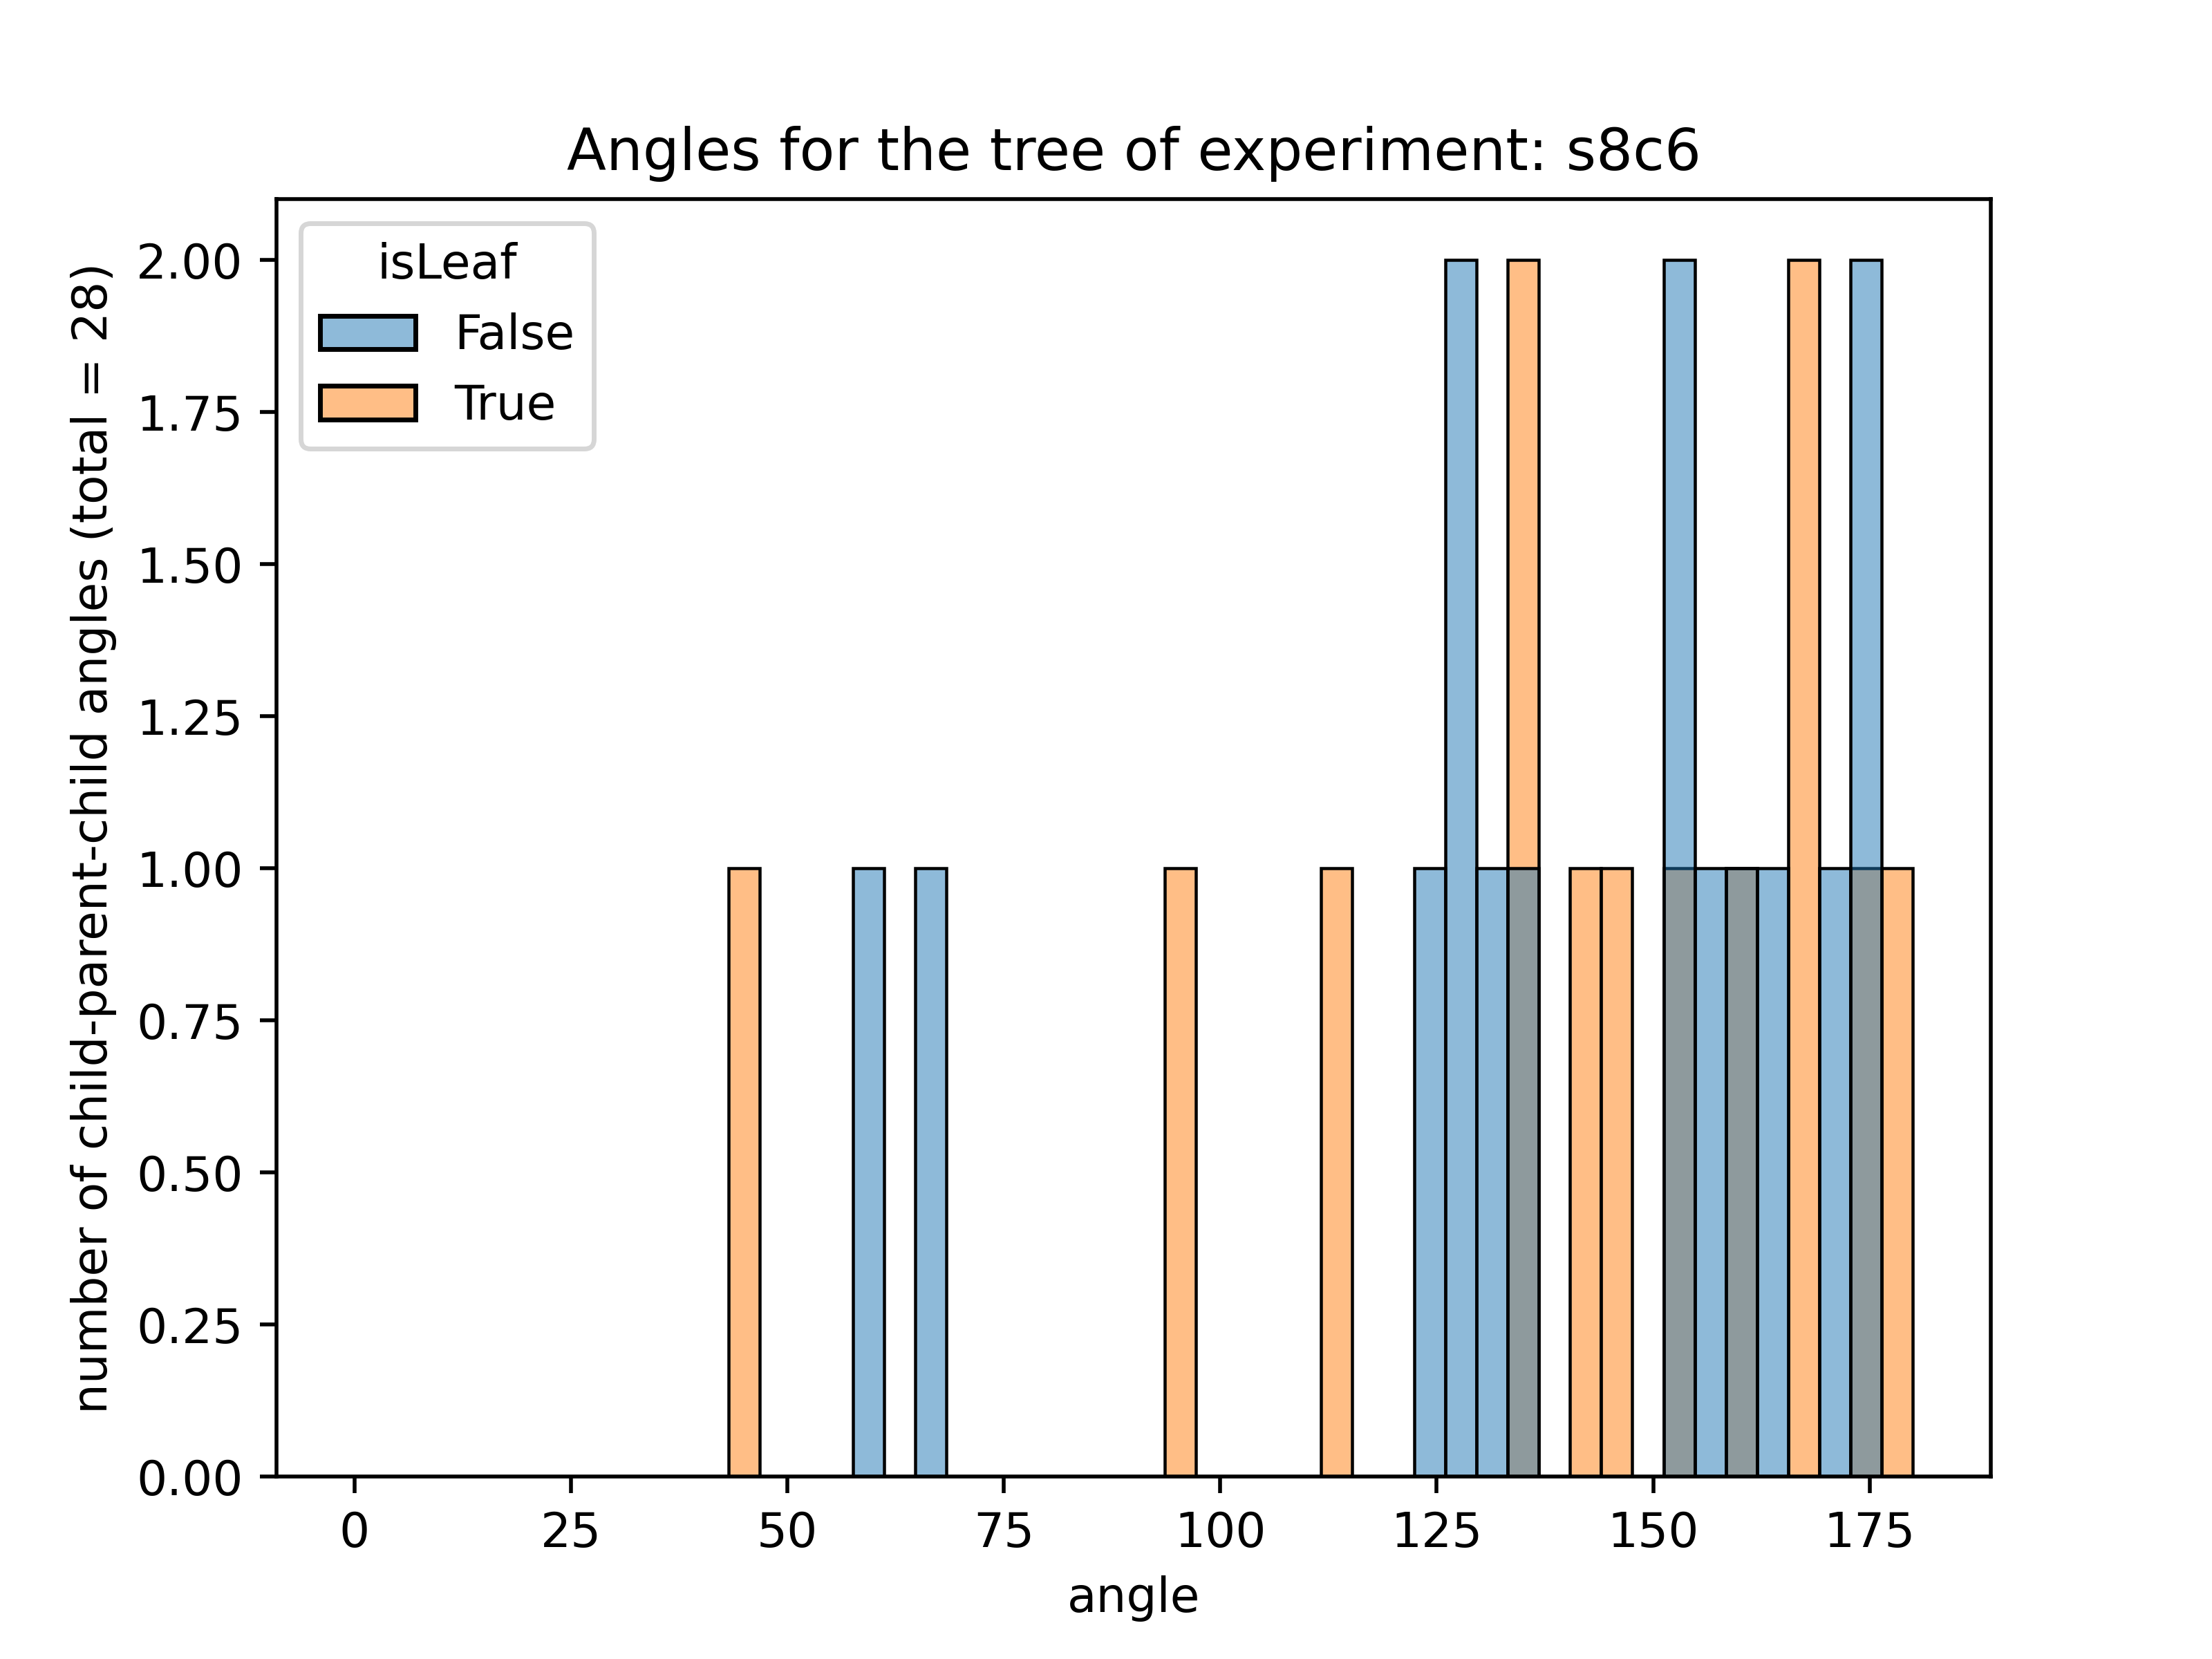 Angles for the tree of experiment: s8c6
isLeaf
False
True
number of child-parent-child angles (total = 28)
2.00
1.75
1.50
1.25
1.00
0.75
0.50
0.25
0.00
0 25 50 75 100 125 150 175
angle